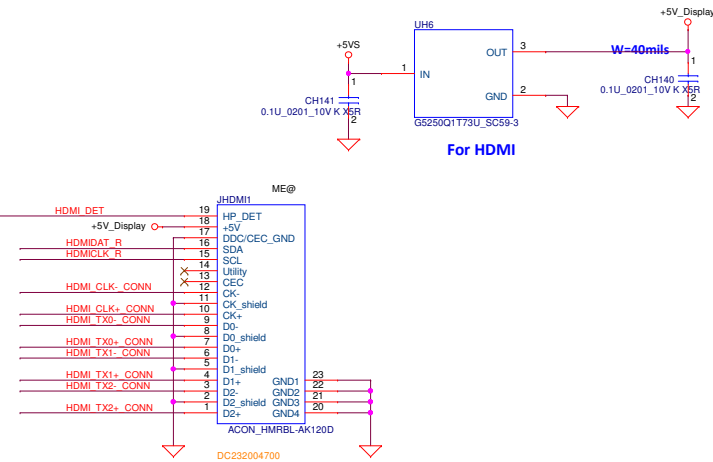 +5V_Display
UH6
+5VS
OUT 3
W=40mils
1 IN
1
1
CH141
0.1U_0201_10V K X5R
2
GND 2
CH140
0.1U_0201_10V K X5R
2
G5250Q1T73U_SC59-3
For HDMI
ME@
JHDMI1
HDMI_DET 19 HP_DET
+5V_Display 18 +5V
17 DDC/CEC_GND
HDMIDAT_R 16 SDA
HDMICLK_R 15 SCL
14 Utility
13 CEC
HDMI_CLK-_CONN 12 CK-
11 CK_shield
HDMI_CLK+_CONN 10 CK+
HDMI_TX0-_CONN 9 D0-
8 D0_shield
HDMI_TX0+_CONN 7 D0+
HDMI_TX1-_CONN 6 D1-
5 D1_shield
HDMI_TX1+_CONN 4 D1+ GND1 23
HDMI_TX2-_CONN 3 D2- GND2 22
2 D2_shield GND3 21
HDMI_TX2+_CONN 1 D2+ GND4 20
ACON_HMRBL-AK120D
DC232004700